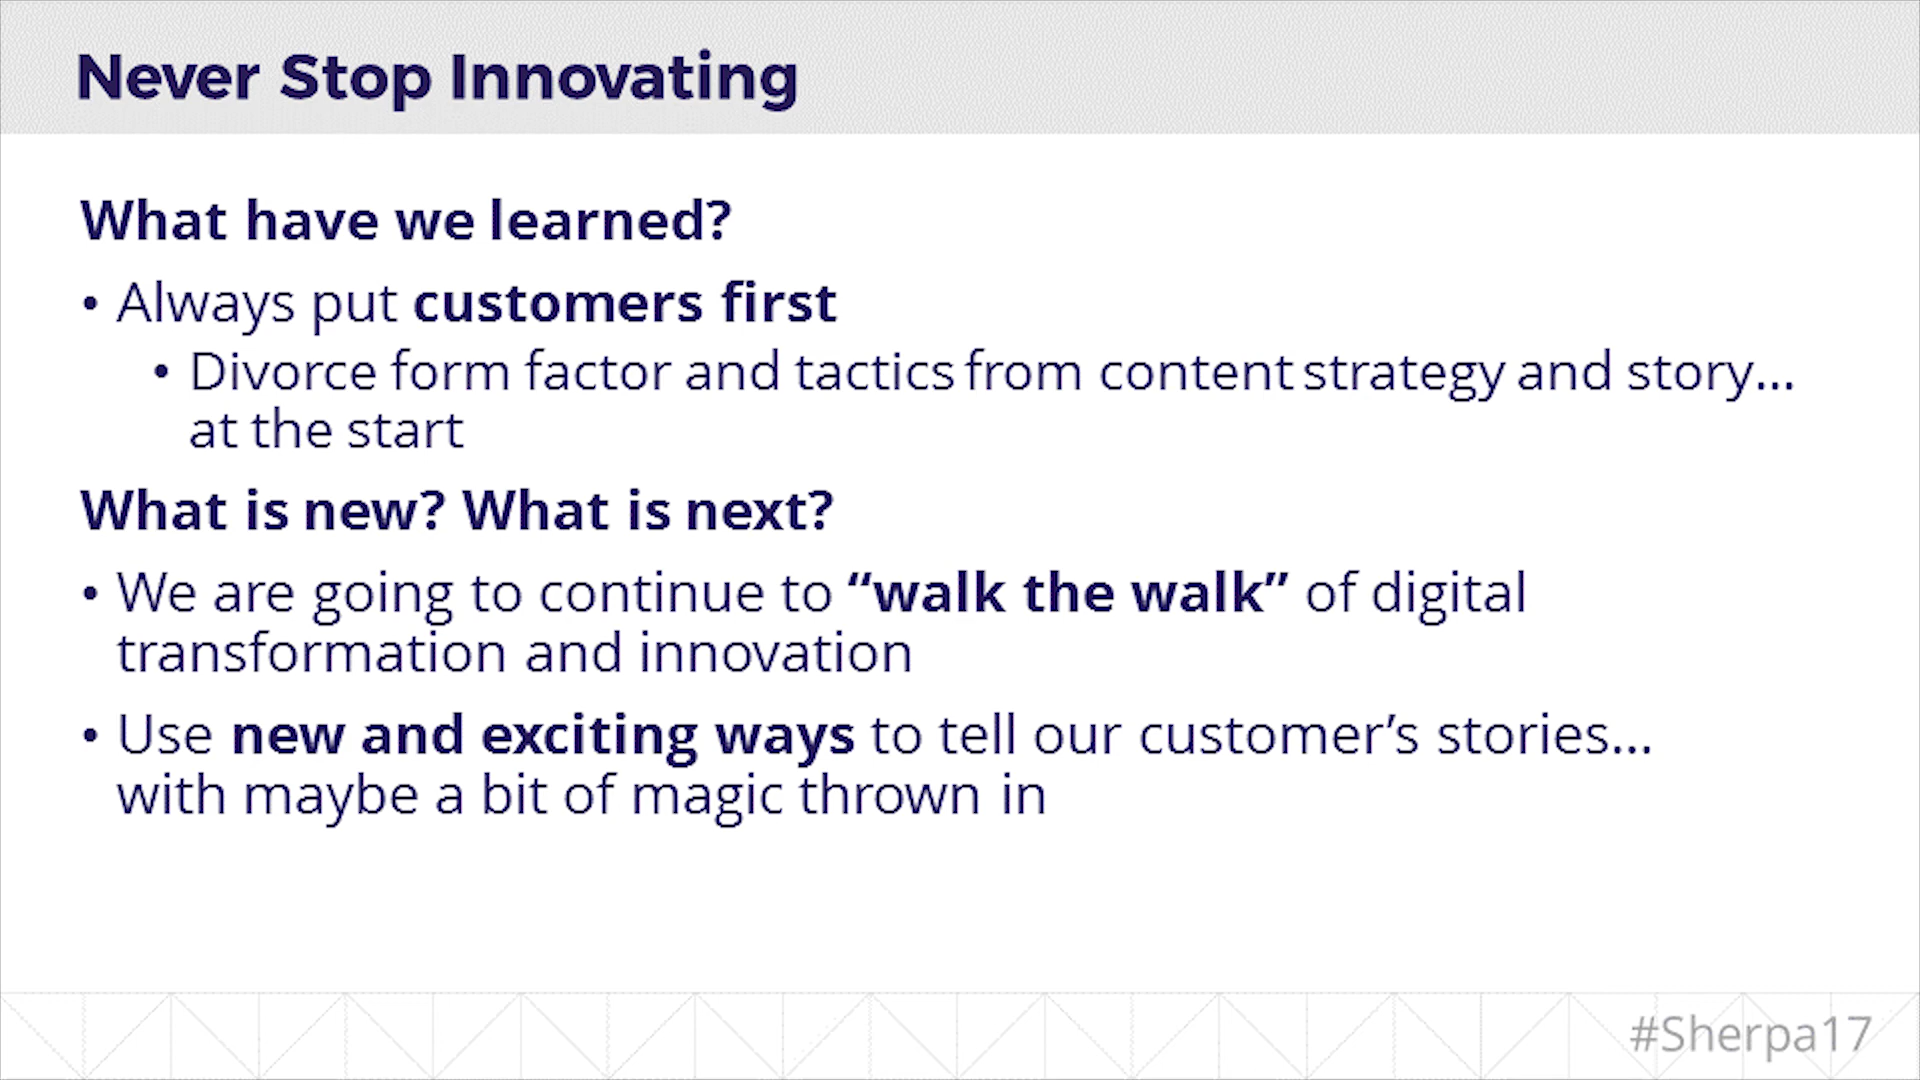 Never Stop Innovating
What have we learned?
• Always put customers first
• Divorce form factor and tactics from content strategy and story...
at the start
What is new? What is next?
• We are going to continue to “walk the walk” of digital
transformation and innovation
• Use new and exciting ways to tell our customer’s stories...
with maybe a bit of magic thrown in
#Sherpa17